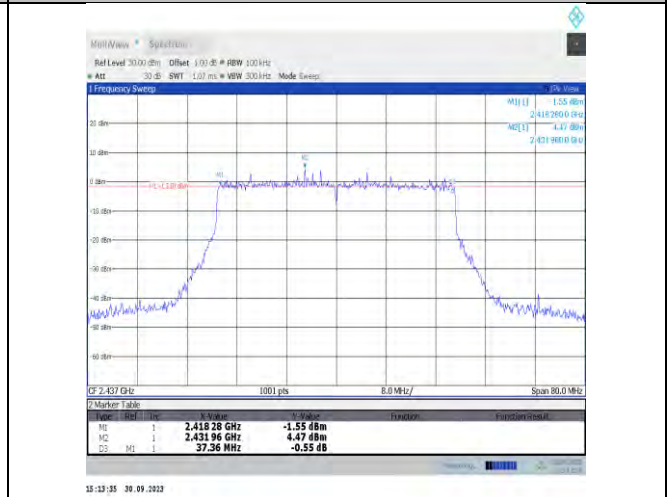 MultiView Spectrum
Ref Level 30.00 dBm Offset 1.00 dB RBW 100 kHz
Att 30 dB SWT 1.07 ms VBW 300 kHz Mode Sweep
1 Frequency Sweep 1Pk View
M1[1] -1.55 dBm
2.418 280 0 GHz
M2[1] 4.47 dBm
2.431 960 0 GHz
20 dBm
M2
10 dBm
M1
0 dBm
-10 dBm
-20 dBm
-30 dBm
-40 dBm
-50 dBm
-60 dBm
CF 2.437 GHz 1001 pts 8.0 MHz/ Span 80.0 MHz
2 Marker Table
Type Ref Trc X-Value Y-Value Function Function Result
M1 1 2.418 28 GHz -1.55 dBm
M2 1 2.431 96 GHz 4.47 dBm
D3 M1 1 37.36 MHz -0.55 dB
15:13:35 30.09.2023